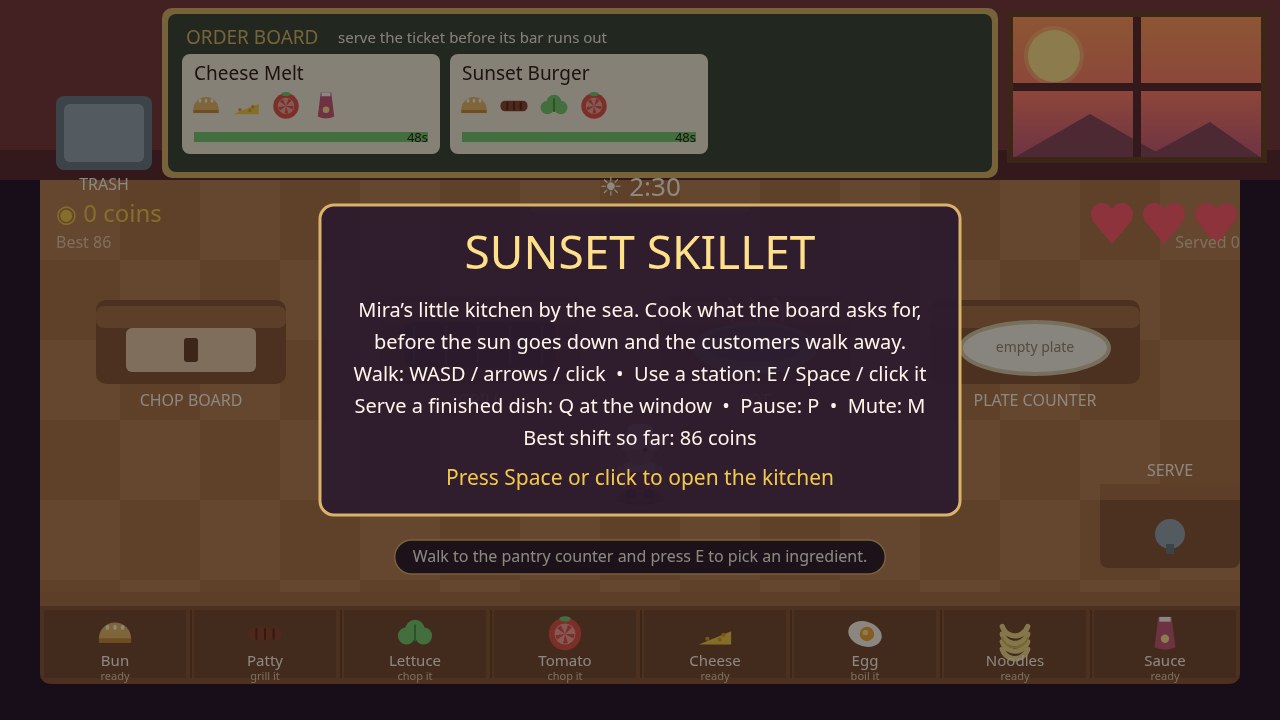 ORDER BOARD serve the ticket before its bar runs out
Cheese Melt
Sunset Burger
48s
48s
TRASH
☀ 2:30
◉ 0 coins
Best 86
Served 0
SUNSET SKILLET
Mira’s little kitchen by the sea. Cook what the board asks for,
before the sun goes down and the customers walk away.
Walk: WASD / arrows / click • Use a station: E / Space / click it
Serve a finished dish: Q at the window • Pause: P • Mute: M
Best shift so far: 86 coins
Press Space or click to open the kitchen
empty plate
CHOP BOARD
PLATE COUNTER
SERVE
Walk to the pantry counter and press E to pick an ingredient.
Bun
ready
Patty
grill it
Lettuce
chop it
Tomato
chop it
Cheese
ready
Egg
boil it
Noodles
ready
Sauce
ready